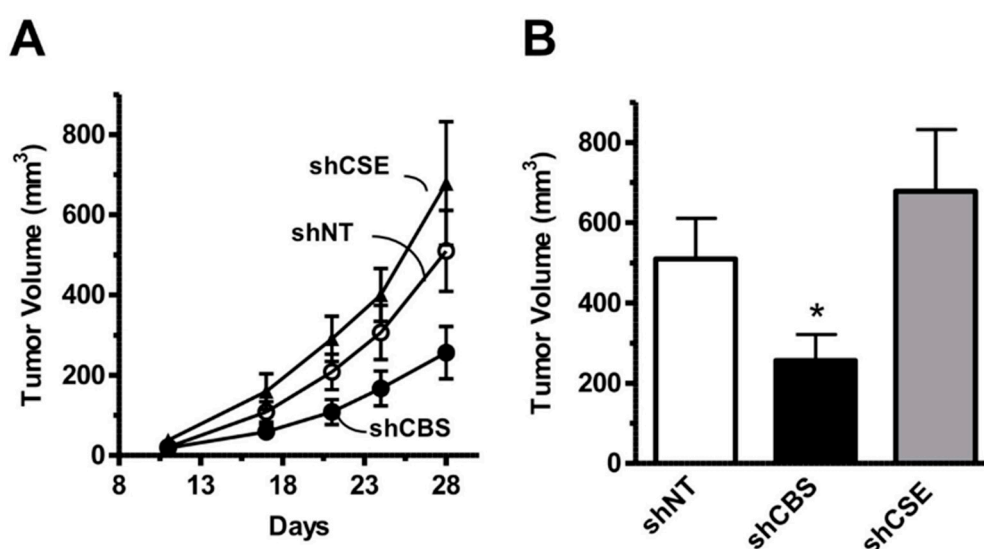 A
Tumor Volume (mm³)
800
600
400
200
0
8
13
18
23
28
Days
shCSE
shNT
shCBS
B
Tumor Volume (mm³)
800
600
400
200
0
*
shNT
shCBS
shCSE